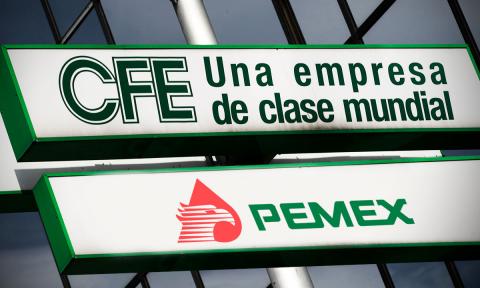 CFE Una empresa
de clase mundial
PEMEX